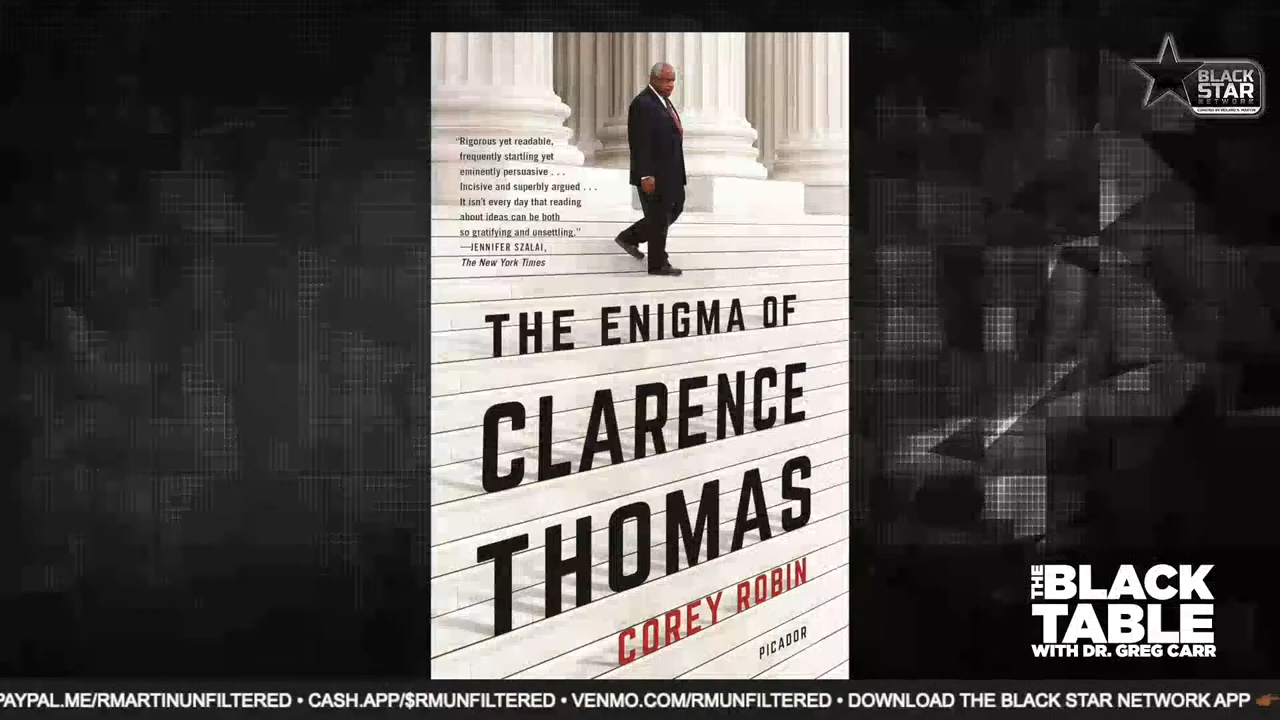 BLACK
STAR
NETWORK
“Rigorous yet readable,
frequently startling yet
eminently persuasive . . .
Incisive and superbly argued . . .
It isn’t every day that reading
about ideas can be both
so gratifying and unsettling.”
—JENNIFER SZALAI,
The New York Times
THE ENIGMA OF
CLARENCE
THOMAS
COREY ROBIN
PICADOR
THE BLACK
TABLE
WITH DR. GREG CARR
PAYPAL.ME/RMARTINUNFILTERED • CASH.APP/$RMUNFILTERED • VENMO.COM/RMUNFILTERED • DOWNLOAD THE BLACK STAR NETWORK APP